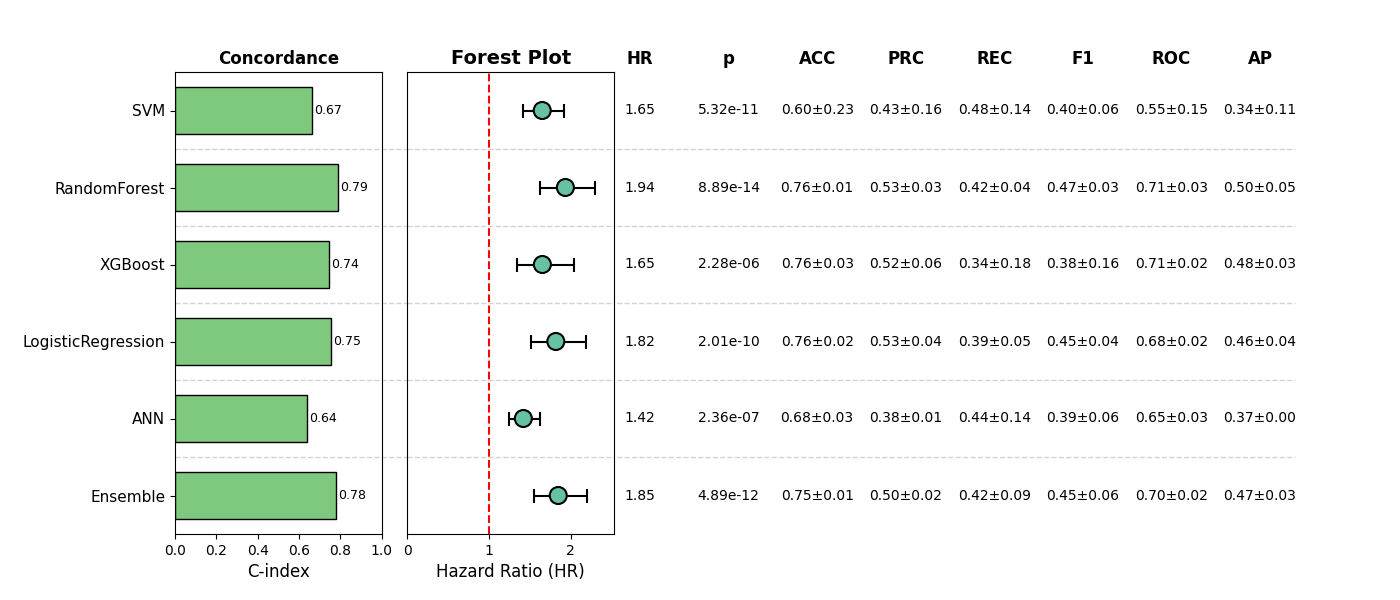 Concordance Forest Plot HR p ACC PRC REC F1 ROC AP
SVM 0.67 1.65 5.32e-11 0.60±0.23 0.43±0.16 0.48±0.14 0.40±0.06 0.55±0.15 0.34±0.11
RandomForest 0.79 1.94 8.89e-14 0.76±0.01 0.53±0.03 0.42±0.04 0.47±0.03 0.71±0.03 0.50±0.05
XGBoost 0.74 1.65 2.28e-06 0.76±0.03 0.52±0.06 0.34±0.18 0.38±0.16 0.71±0.02 0.48±0.03
LogisticRegression 0.75 1.82 2.01e-10 0.76±0.02 0.53±0.04 0.39±0.05 0.45±0.04 0.68±0.02 0.46±0.04
ANN 0.64 1.42 2.36e-07 0.68±0.03 0.38±0.01 0.44±0.14 0.39±0.06 0.65±0.03 0.37±0.00
Ensemble 0.78 1.85 4.89e-12 0.75±0.01 0.50±0.02 0.42±0.09 0.45±0.06 0.70±0.02 0.47±0.03
0.0 0.2 0.4 0.6 0.8 1.0 0 1 2
C-index Hazard Ratio (HR)